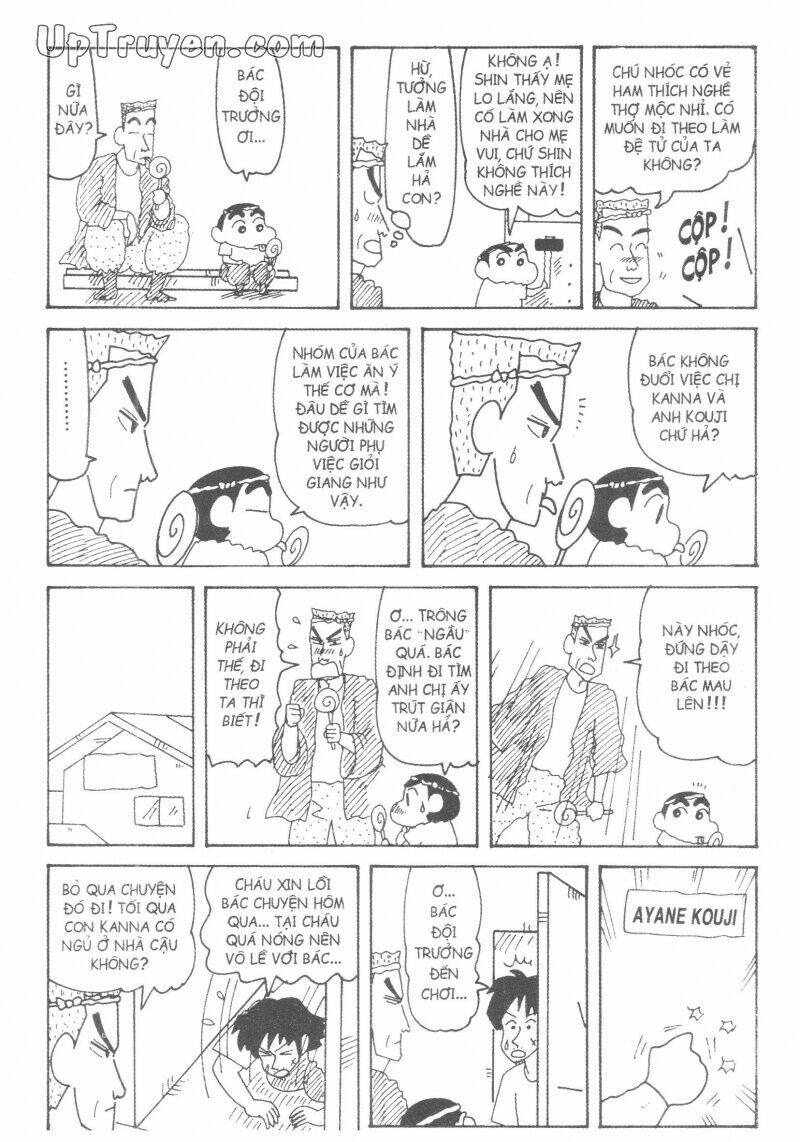 UpTruyen.com
CHÚ NHÓC CÓ VẺ
HAM THÍCH NGHỀ
THỢ MỘC NHỈ. CÓ
MUỐN ĐI THEO LÀM
ĐỆ TỬ CỦA TA
KHÔNG?
CỘP!
CỘP!
KHÔNG Ạ!
SHIN THẤY MẸ
LO LẮNG, NÊN
CỐ LÀM XONG
NHÀ CHO MẸ
VUI, CHỨ SHIN
KHÔNG THÍCH
NGHỀ NÀY!
HỪ,
TƯỞNG
LÀM
NHÀ
DỄ
LẮM
HẢ
CON?
BÁC
ĐỘI
TRƯỞNG
ƠI...
GÌ
NỮA
ĐÂY?
BÁC KHÔNG
ĐUỔI VIỆC CHỊ
KANNA VÀ
ANH KOUJI
CHỨ HẢ?
NHÓM CỦA BÁC
LÀM VIỆC ĂN Ý
THẾ CƠ MÀ!
ĐÂU DỄ GÌ TÌM
ĐƯỢC NHỮNG
NGƯỜI PHỤ
VIỆC GIỎI
GIANG NHƯ
VẬY.
.........
NÀY NHÓC,
ĐỨNG DẬY
ĐI THEO
BÁC MAU
LÊN!!!
Ơ... TRÔNG
BÁC "NGẦU"
QUÁ. BÁC
ĐỊNH ĐI TÌM
ANH CHỊ ẤY
TRÚT GIẬN
NỮA HẢ?
KHÔNG
PHẢI
THẾ, ĐI
THEO
TA THÌ
BIẾT!
AYANE KOUJI
Ơ...
BÁC
ĐỘI
TRƯỞNG
ĐẾN
CHƠI...
CHÁU XIN LỖI
BÁC CHUYỆN HÔM
QUA... TẠI CHÁU
QUÁ NÓNG NÊN
VÔ LỄ VỚI BÁC...
BỎ QUA CHUYỆN
ĐÓ ĐI! TỐI QUA
CON KANNA CÓ
NGỦ Ở NHÀ CẬU
KHÔNG?